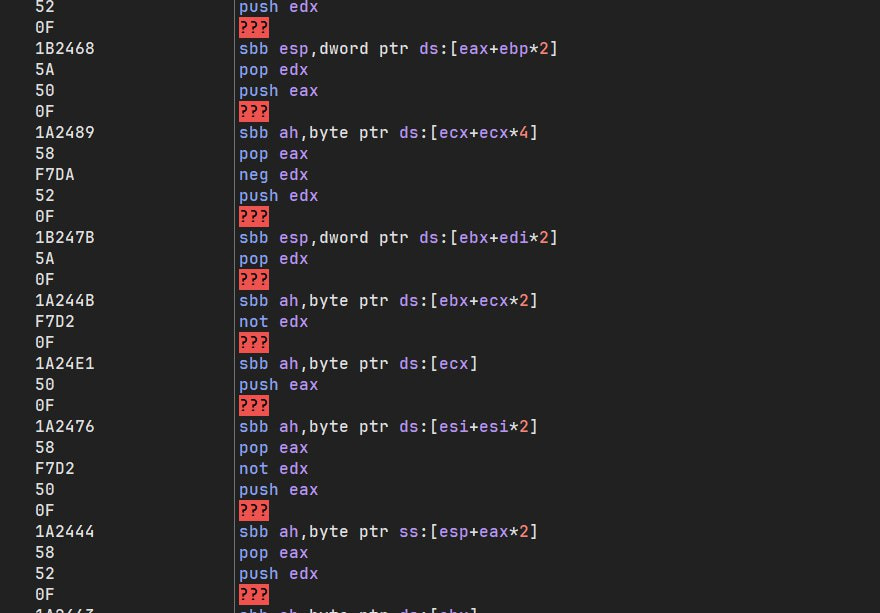 52 push edx
0F ???
1B2468 sbb esp,dword ptr ds:[eax+ebp*2]
5A pop edx
50 push eax
0F ???
1A2489 sbb ah,byte ptr ds:[ecx+ecx*4]
58 pop eax
F7DA neg edx
52 push edx
0F ???
1B247B sbb esp,dword ptr ds:[ebx+edi*2]
5A pop edx
0F ???
1A244B sbb ah,byte ptr ds:[ebx+ecx*2]
F7D2 not edx
0F ???
1A24E1 sbb ah,byte ptr ds:[ecx]
50 push eax
0F ???
1A2476 sbb ah,byte ptr ds:[esi+esi*2]
58 pop eax
F7D2 not edx
50 push eax
0F ???
1A2444 sbb ah,byte ptr ss:[esp+eax*2]
58 pop eax
52 push edx
0F ???
sbb ah,byte ptr